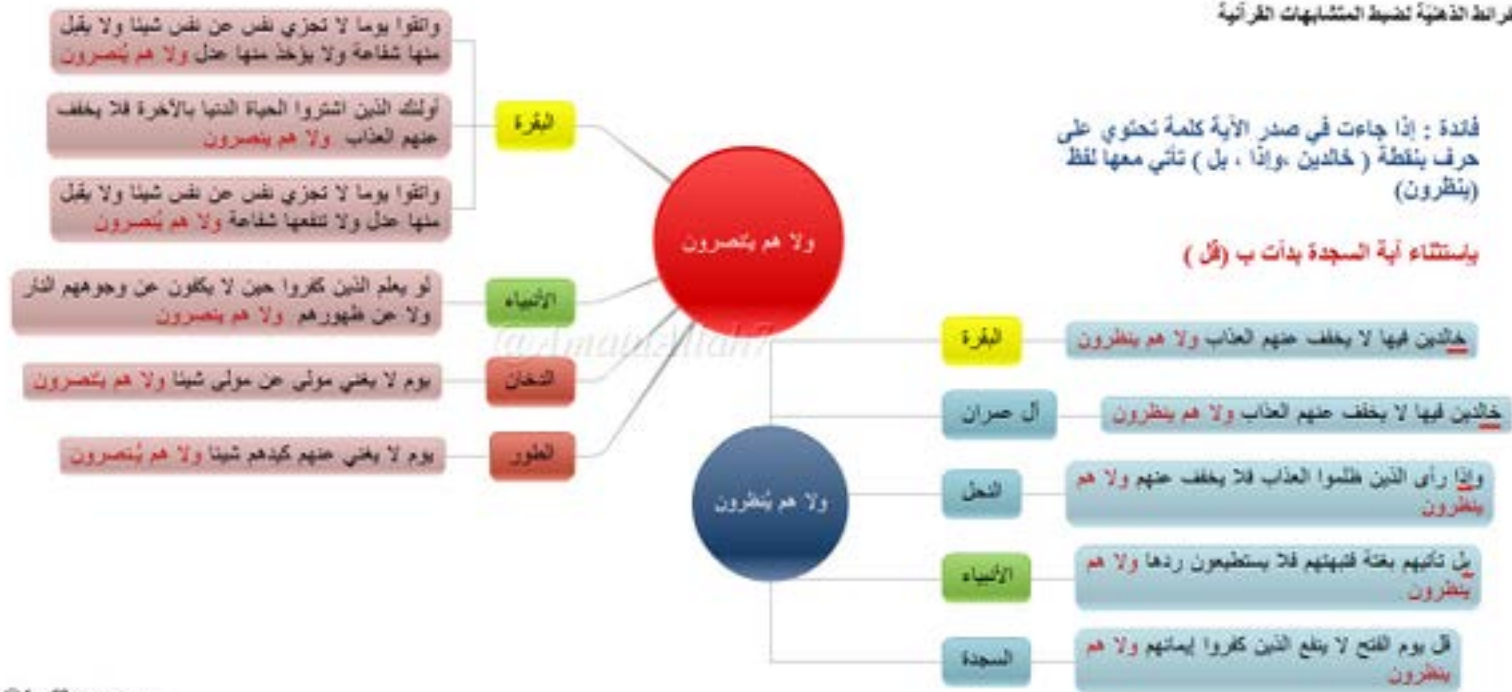 الذهنيّة لضبط المتشابهات القرآنية
فائدة : إذا جاءت في صدر الآية كلمة تحتوي على
حرف بنقطة ( خالدين ،وإذا ، بل ) تأتي معها لفظ
(ينظرون)
باستثناء آية السجدة بدأت ب (قل )
ولا هم ينصرون
البقرة
واتقوا يوما لا تجزي نفس عن نفس شيئا ولا يقبل
منها شفاعة ولا يؤخذ منها عدل ولا هم يُنصرون
أولئك الذين اشتروا الحياة الدنيا بالآخرة فلا يخفف
عنهم العذاب ولا هم ينصرون
واتقوا يوما لا تجزي نفس عن نفس شيئا ولا يقبل
منها عدل ولا تنفعها شفاعة ولا هم يُنصرون
الأنبياء
لو يعلم الذين كفروا حين لا يكفون عن وجوههم النار
ولا عن ظهورهم ولا هم ينصرون
الدخان
يوم لا يغني مولى عن مولى شيئا ولا هم ينصرون
الطور
يوم لا يغني عنهم كيدهم شيئا ولا هم يُنصرون
ولا هم يُنظرون
البقرة
خالدين فيها لا يخفف عنهم العذاب ولا هم ينظرون
آل عمران
خالدين فيها لا يخفف عنهم العذاب ولا هم ينظرون
النحل
وإذا رأى الذين ظلموا العذاب فلا يخفف عنهم ولا هم
ينظرون
الأنبياء
بل تأتيهم بغتة فتبهتهم فلا يستطيعون ردها ولا هم
ينظرون
السجدة
قل يوم الفتح لا ينفع الذين كفروا إيمانهم ولا هم
ينظرون